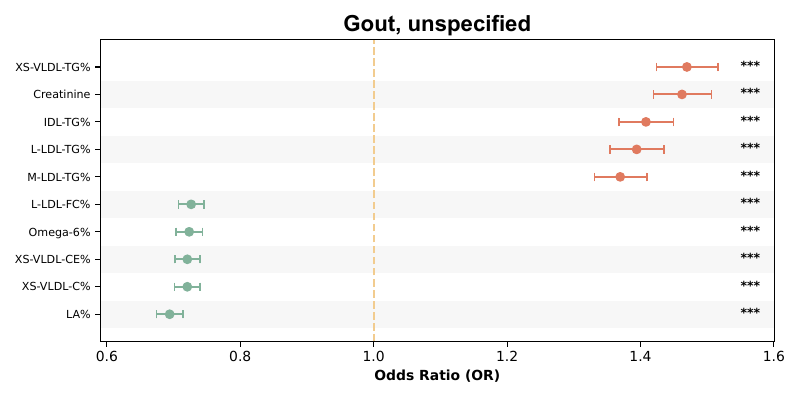 Gout, unspecified
XS-VLDL-TG% ***
Creatinine ***
IDL-TG% ***
L-LDL-TG% ***
M-LDL-TG% ***
L-LDL-FC% ***
Omega-6% ***
XS-VLDL-CE% ***
XS-VLDL-C% ***
LA% ***
0.6 0.8 1.0 1.2 1.4 1.6
Odds Ratio (OR)